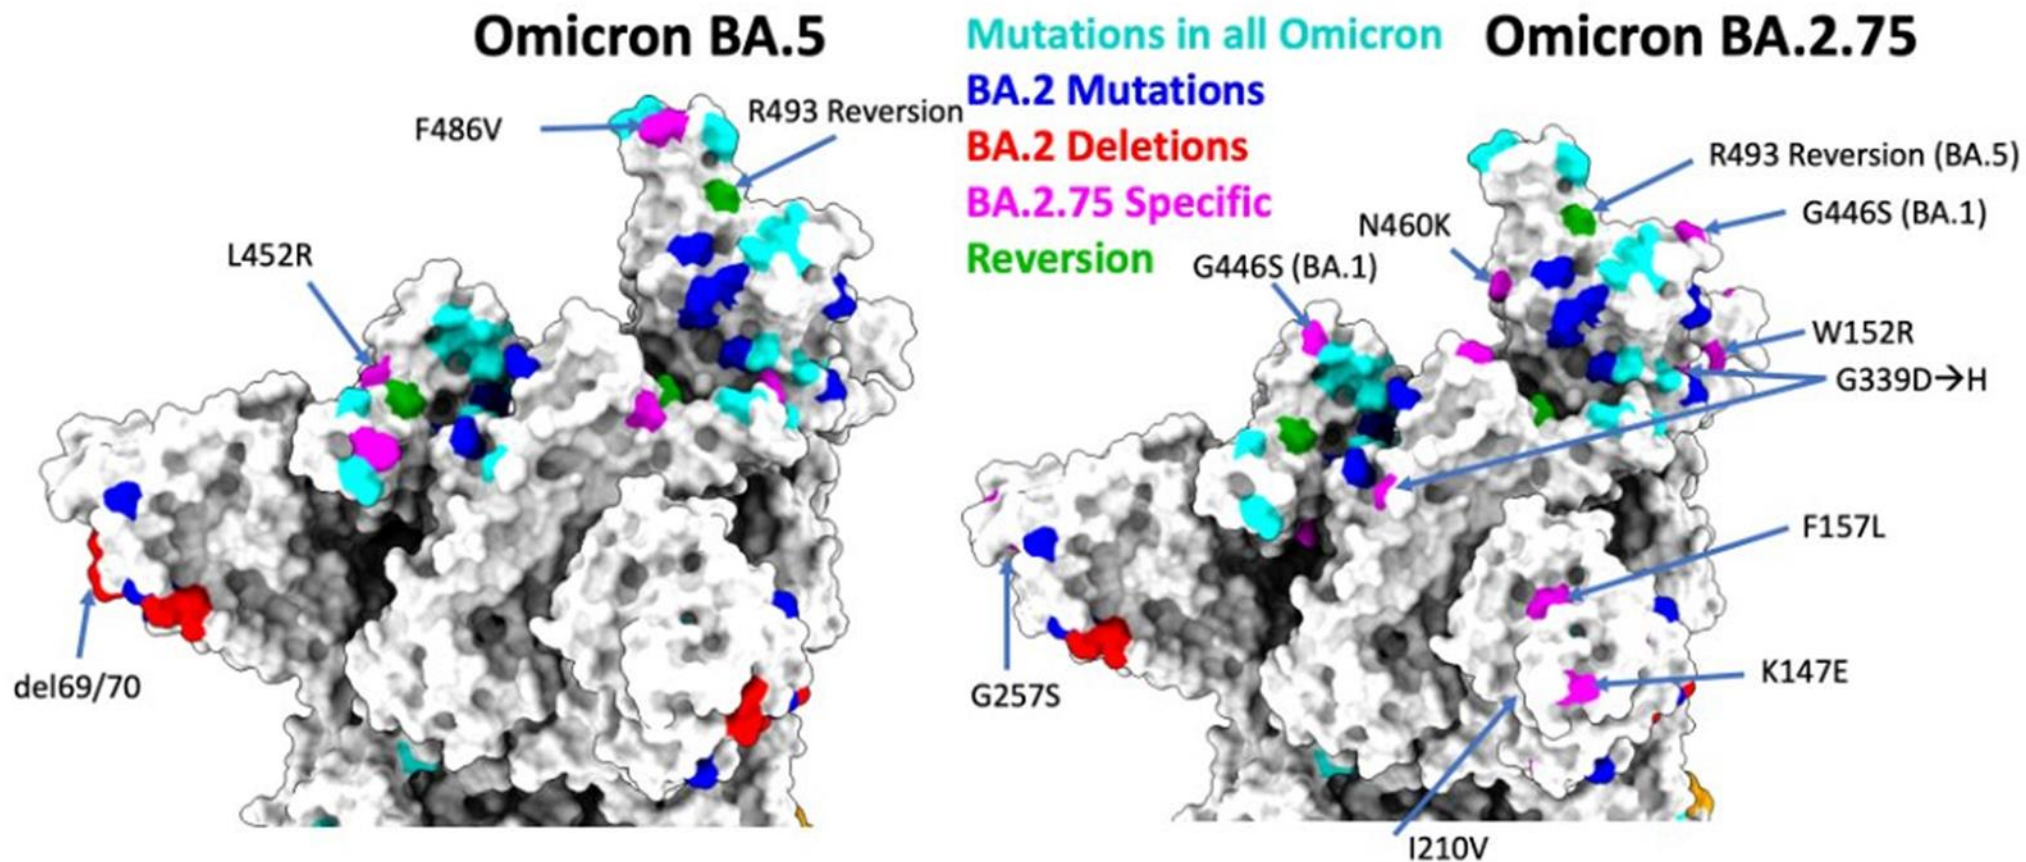 Omicron BA.5
F486V
R493 Reversion
L452R
del69/70
Mutations in all Omicron
BA.2 Mutations
BA.2 Deletions
BA.2.75 Specific
Reversion
Omicron BA.2.75
R493 Reversion (BA.5)
G446S (BA.1)
N460K
G446S (BA.1)
W152R
G339D→H
F157L
K147E
G257S
I210V